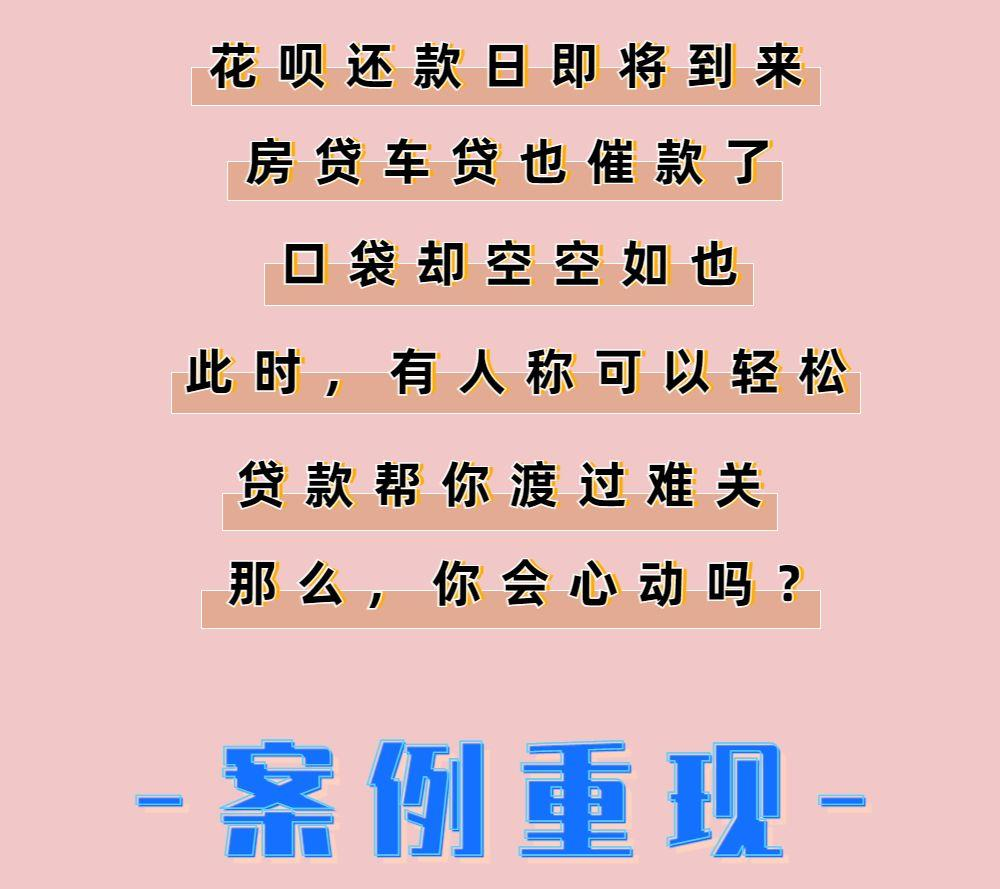 花呗还款日即将到来
房贷车贷也催款了
口袋却空空如也
此时，有人称可以轻松
贷款帮你渡过难关
那么，你会心动吗？
-案例重现-